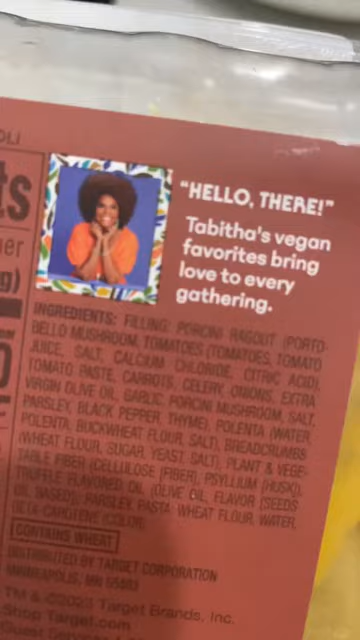 OLI
ts
ner
g)
0
"HELLO, THERE!"
Tabitha's vegan
favorites bring
love to every
gathering.
INGREDIENTS: FILLING: PORCINI RAGOUT (PORTO-
BELLO MUSHROOM, TOMATOES (TOMATOES, TOMATO
JUICE, SALT, CALCIUM CHLORIDE, CITRIC ACID),
TOMATO PASTE, CARROTS, CELERY, ONIONS, EXTRA
VIRGIN OLIVE OIL, GARLIC, PORCINI MUSHROOM, SALT,
PARSLEY, BLACK PEPPER, THYME), POLENTA (WATER,
POLENTA, BUCKWHEAT FLOUR, SALT), BREADCRUMBS
(WHEAT FLOUR, SUGAR, YEAST, SALT), PLANT & VEGE-
TABLE FIBER (CELLULOSE (FIBER), PSYLLIUM (HUSK)),
TRUFFLE FLAVORED OIL (OLIVE OIL, FLAVOR (SEEDS
OIL BASED)), PARSLEY. PASTA: WHEAT FLOUR, WATER,
BETA-CAROTENE (COLOR).
CONTAINS WHEAT
DISTRIBUTED BY TARGET CORPORATION
MINNEAPOLIS, MN 55403
TM & ©2023 Target Brands, Inc.
Shop Target.com
Guest Services